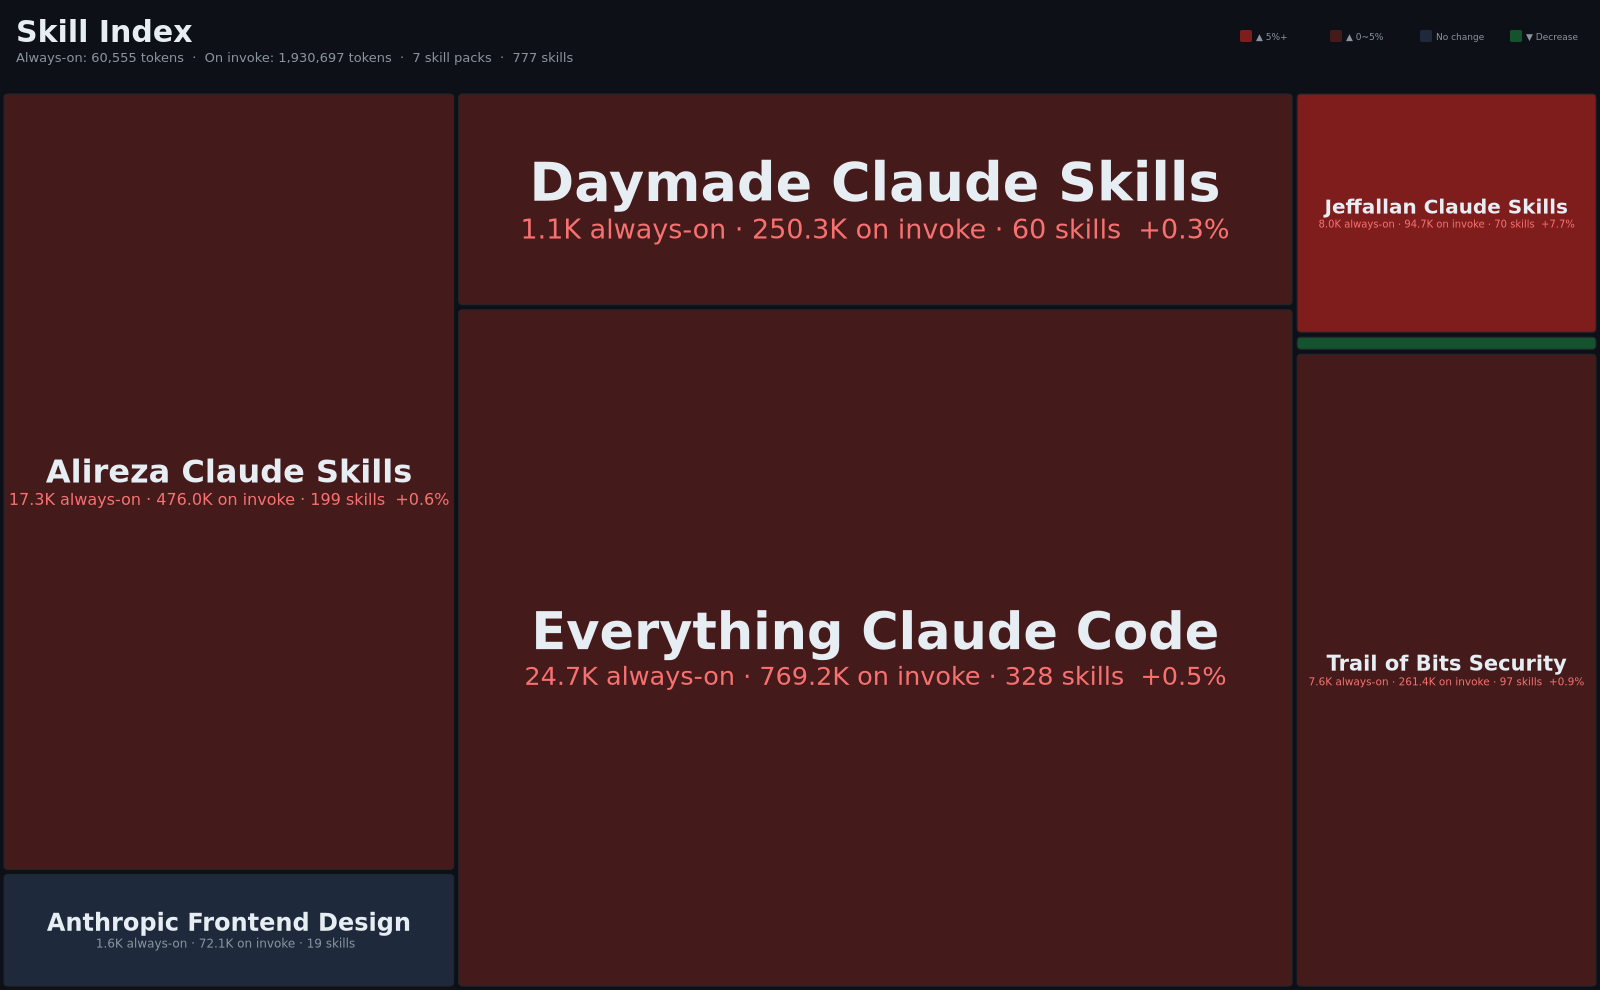 Skill Index
Always-on: 60,555 tokens · On invoke: 1,930,697 tokens · 7 skill packs · 777 skills
▲ 5%+
▲ 0~5%
No change
▼ Decrease
Alireza Claude Skills
17.3K always-on · 476.0K on invoke · 199 skills +0.6%
Anthropic Frontend Design
1.6K always-on · 72.1K on invoke · 19 skills
Daymade Claude Skills
1.1K always-on · 250.3K on invoke · 60 skills +0.3%
Everything Claude Code
24.7K always-on · 769.2K on invoke · 328 skills +0.5%
Jeffallan Claude Skills
8.0K always-on · 94.7K on invoke · 70 skills +7.7%
Trail of Bits Security
7.6K always-on · 261.4K on invoke · 97 skills +0.9%